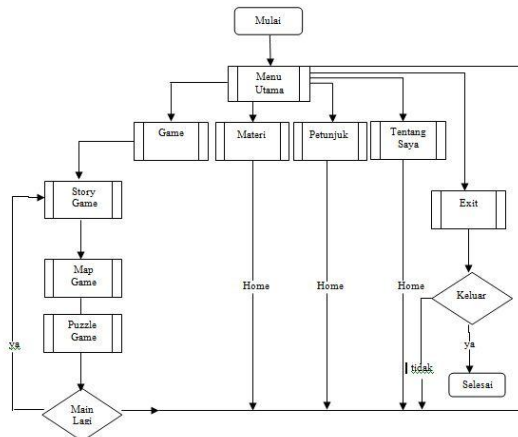 Mulai
Menu
Utama
Game
Materi
Petunjuk
Tentang
Saya
Story
Game
Exit
Map
Game
Home
Home
Home
Keluar
Puzzle
Game
ya
ya
tidak
Selesai
Main
Lagi